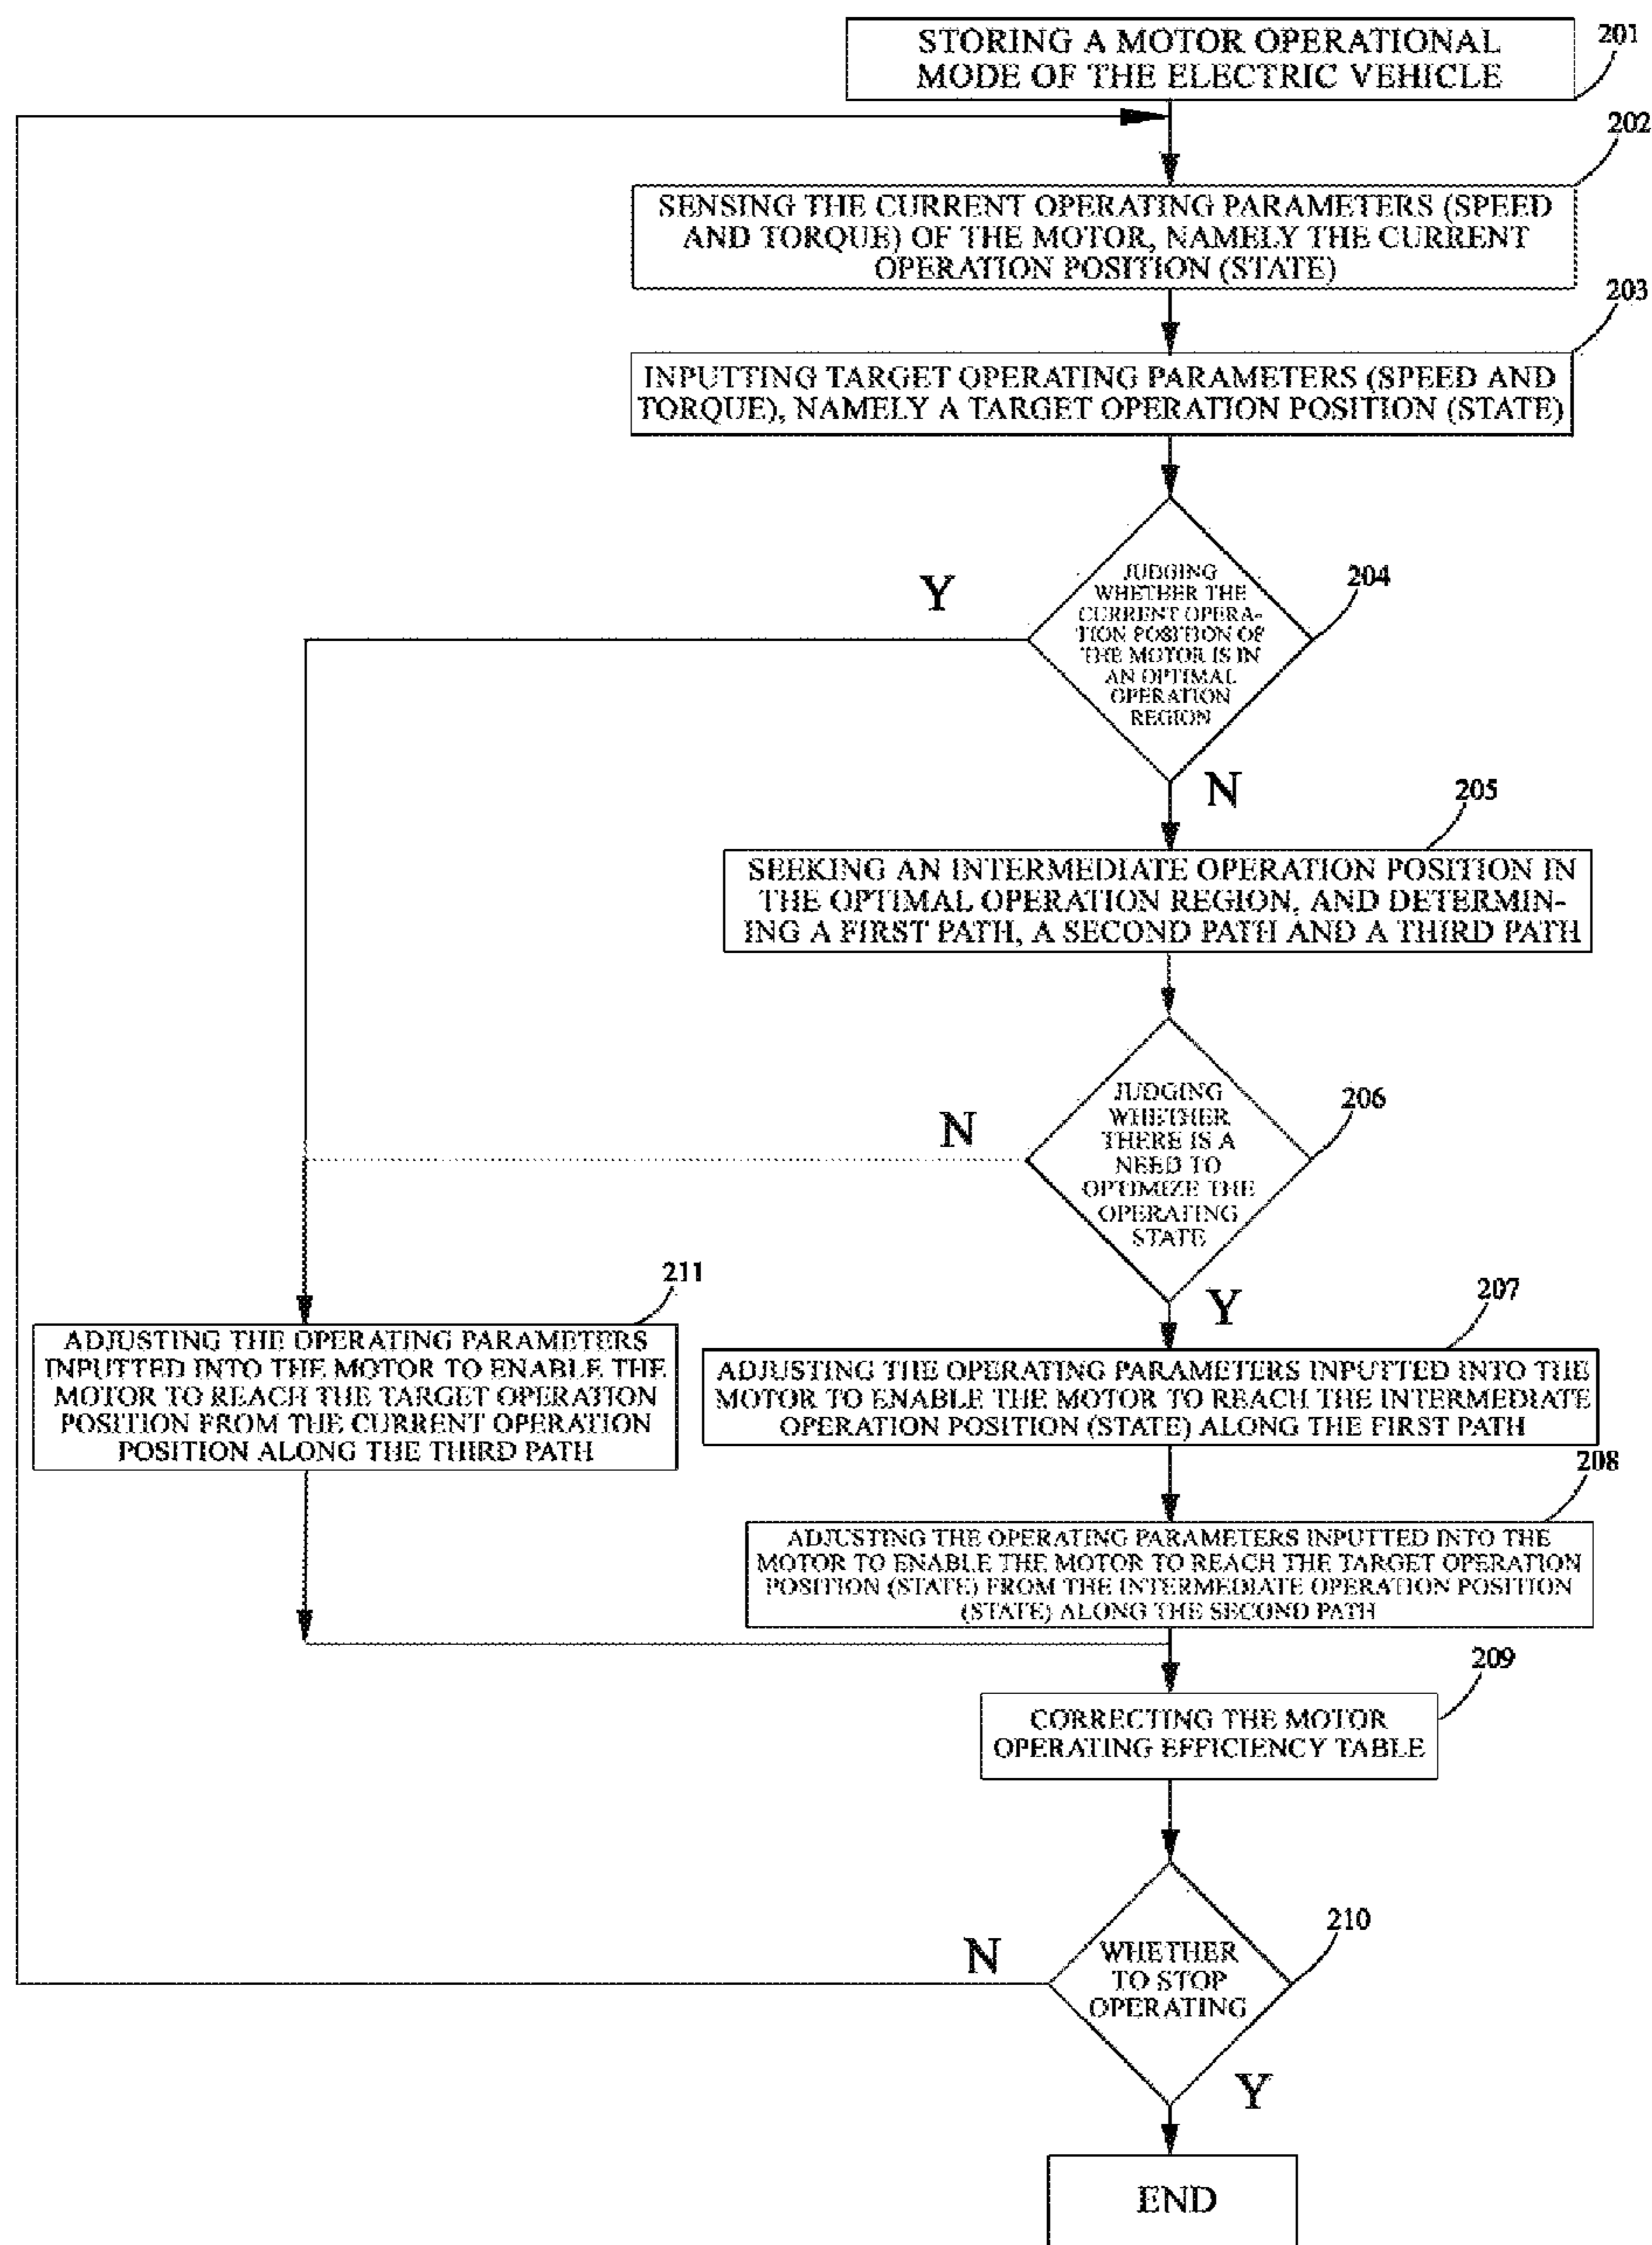 STORING A MOTOR OPERATIONAL
MODE OF THE ELECTRIC VEHICLE
201
202
SENSING THE CURRENT OPERATING PARAMETERS (SPEED
AND TORQUE) OF THE MOTOR, NAMELY THE CURRENT
OPERATION POSITION (STATE)
203
INPUTTING TARGET OPERATING PARAMETERS (SPEED AND
TORQUE), NAMELY A TARGET OPERATION POSITION (STATE)
Y
JUDGING
WHETHER THE
CURRENT OPERA-
TION POSITION OF
THE MOTOR IS IN
AN OPTIMAL
OPERATION
REGION
204
N
205
SEEKING AN INTERMEDIATE OPERATION POSITION IN
THE OPTIMAL OPERATION REGION, AND DETERMIN-
ING A FIRST PATH, A SECOND PATH AND A THIRD PATH
N
JUDGING
WHETHER
THERE IS A
NEED TO
OPTIMIZE THE
OPERATING
STATE
206
Y
211
ADJUSTING THE OPERATING PARAMETERS
INPUTTED INTO THE MOTOR TO ENABLE THE
MOTOR TO REACH THE TARGET OPERATION
POSITION FROM THE CURRENT OPERATION
POSITION ALONG THE THIRD PATH
207
ADJUSTING THE OPERATING PARAMETERS INPUTTED INTO THE
MOTOR TO ENABLE THE MOTOR TO REACH THE INTERMEDIATE
OPERATION POSITION (STATE) ALONG THE FIRST PATH
208
ADJUSTING THE OPERATING PARAMETERS INPUTTED INTO THE
MOTOR TO ENABLE THE MOTOR TO REACH THE TARGET OPERATION
POSITION (STATE) FROM THE INTERMEDIATE OPERATION POSITION
(STATE) ALONG THE SECOND PATH
209
CORRECTING THE MOTOR
OPERATING EFFICIENCY TABLE
N
WHETHER
TO STOP
OPERATING
210
Y
END